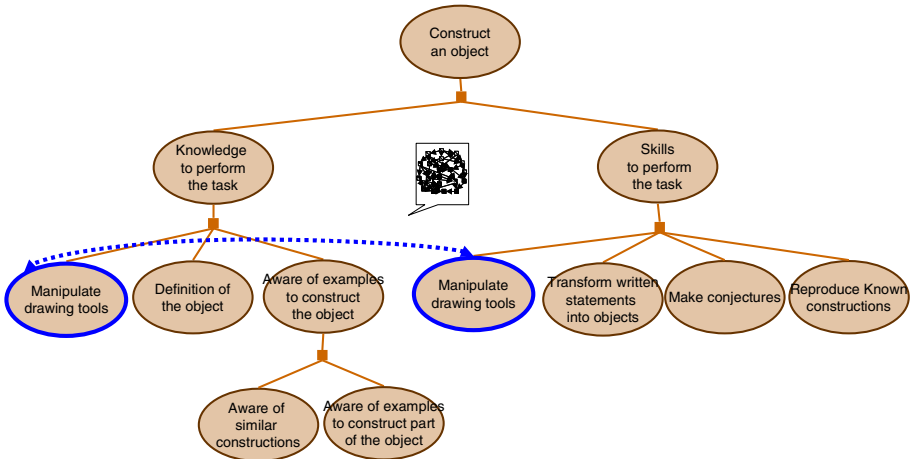 Construct
an object
Knowledge
to perform
the task
Skills
to perform
the task
Manipulate
drawing tools
Definition of
the object
Aware of examples
to construct
the object
Manipulate
drawing tools
Transform written
statements
into objects
Make conjectures
Reproduce Known
constructions
Aware of
similar
constructions
Aware of examples
to construct part
of the object